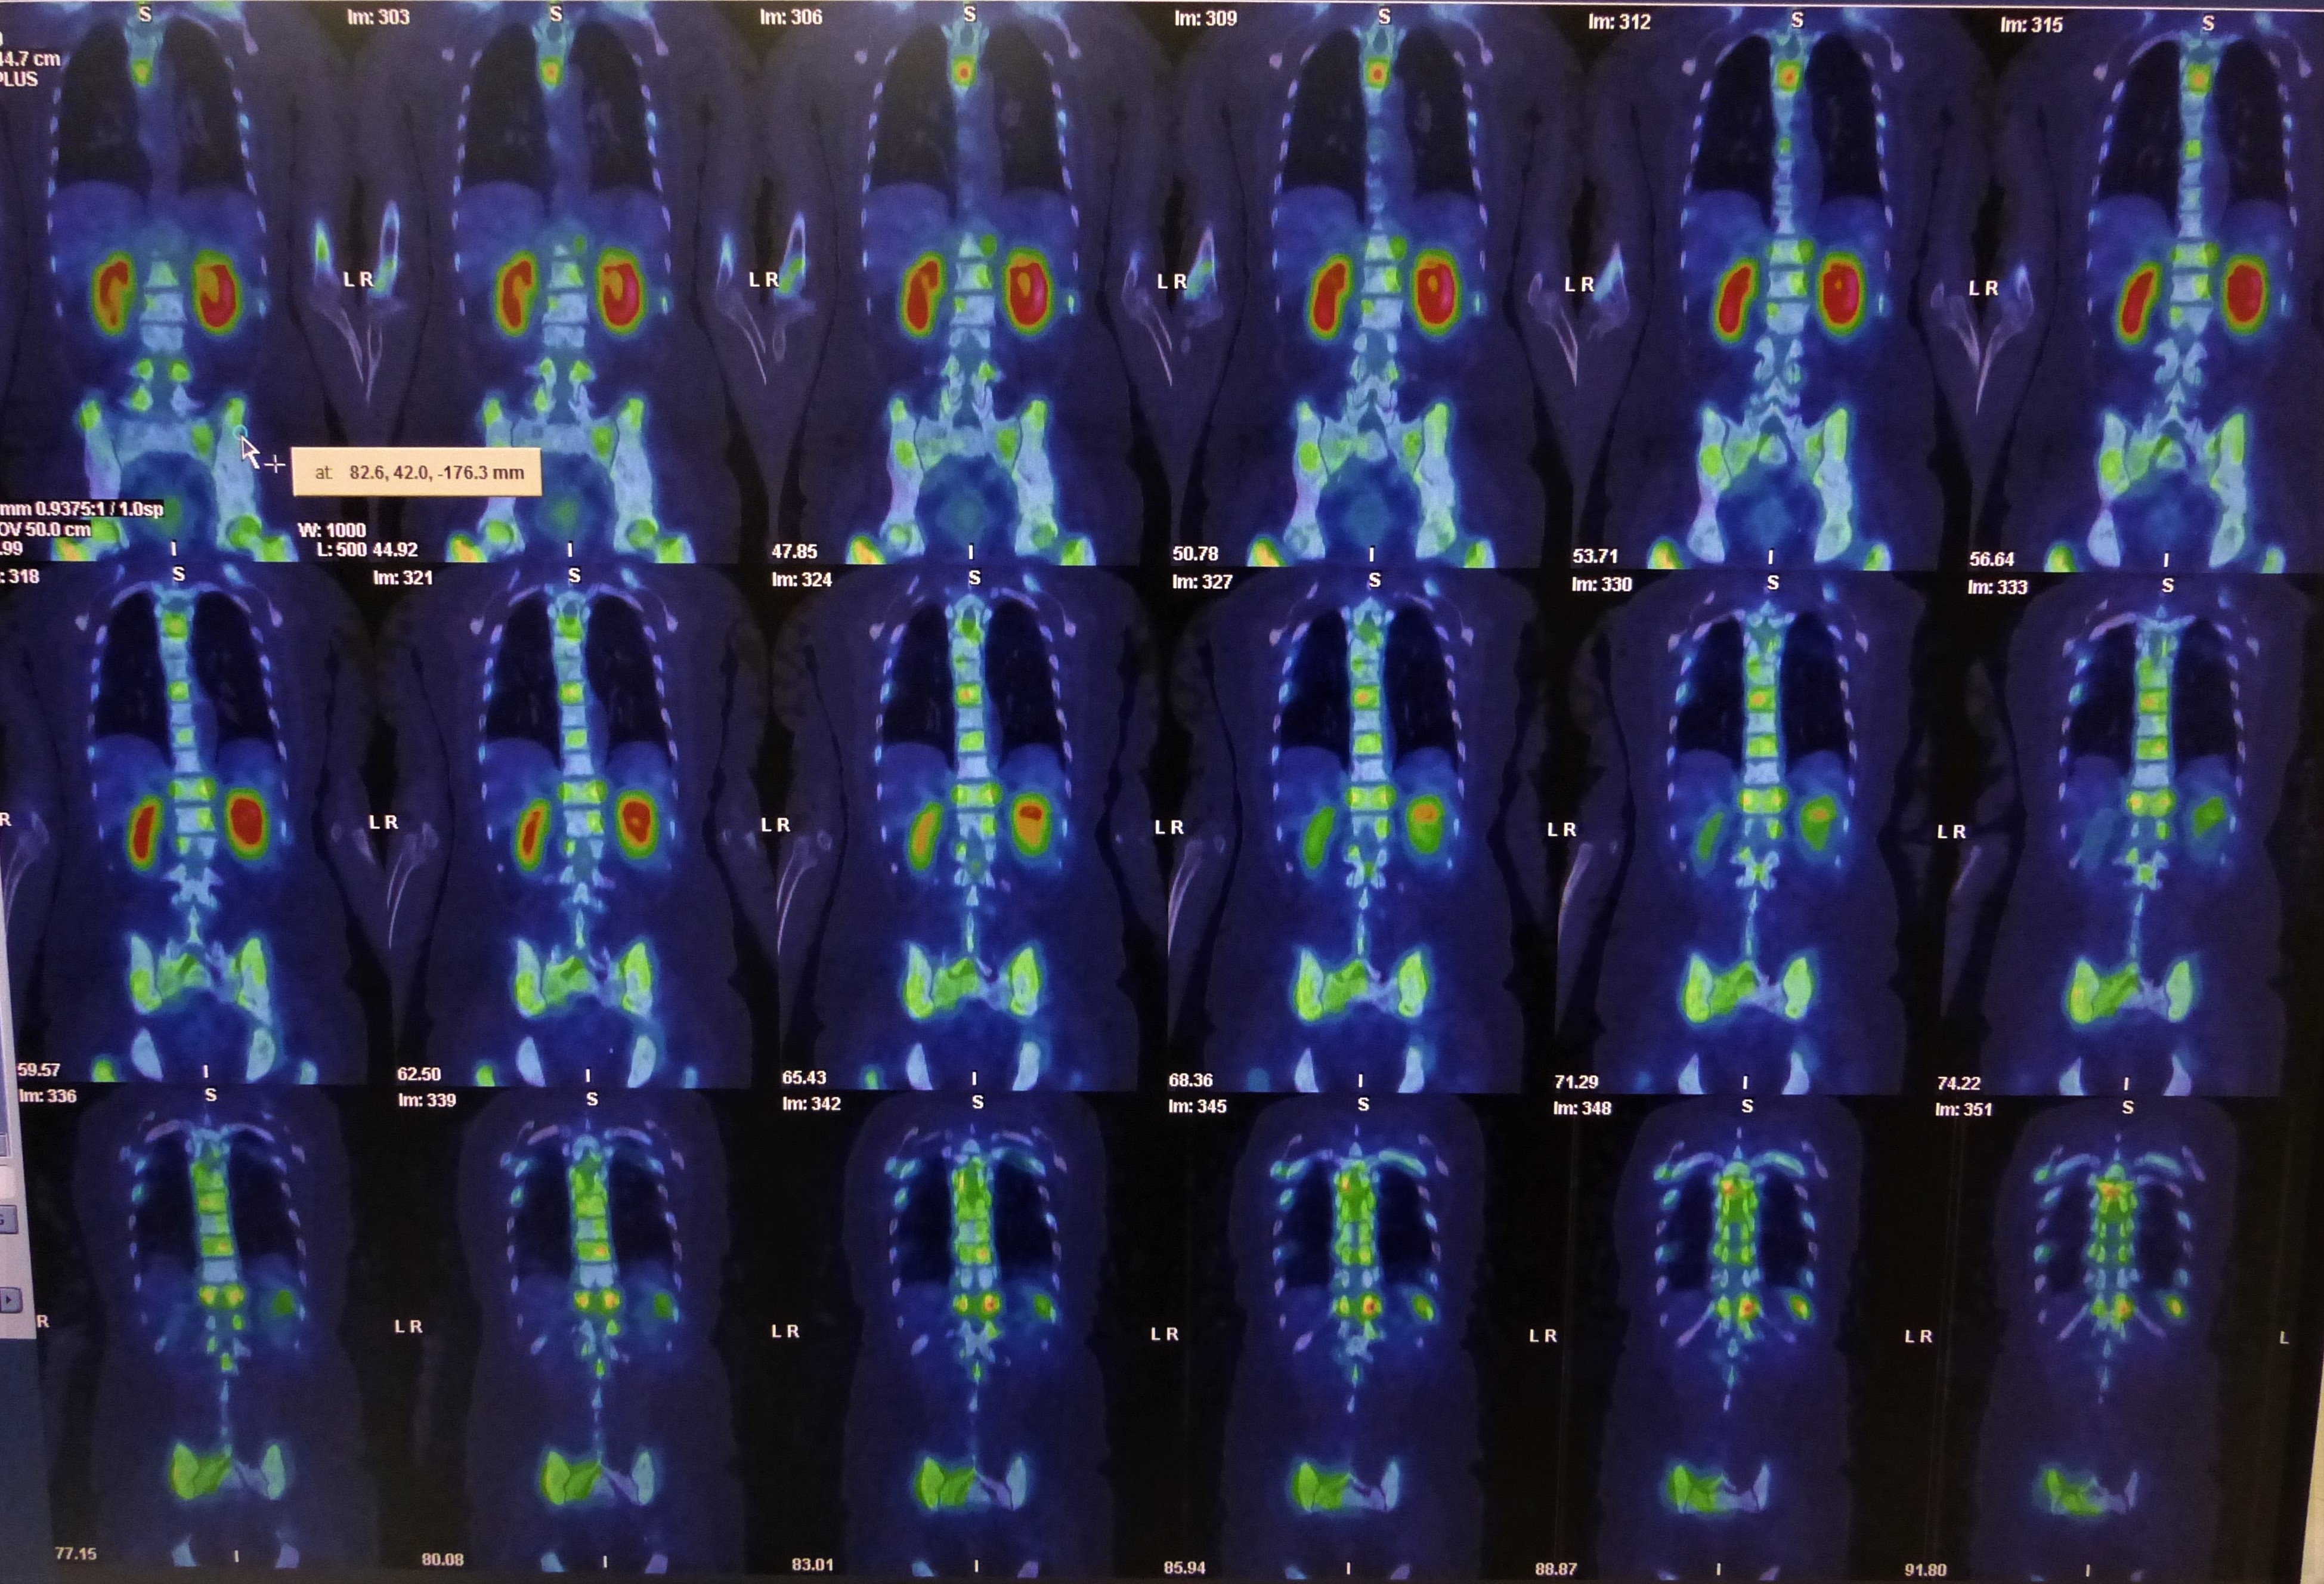 S
Im: 303
S
Im: 306
S
Im: 309
S
Im: 312
S
Im: 315
S
44.7 cm
PLUS
L R
L R
L R
L R
L R
at 82.6, 42.0, -176.3 mm
mm 0.9375:1 / 1.0sp
OV 50.0 cm
.99
I
W: 1000
L: 500
44.92
I
47.85
I
50.78
I
53.71
I
56.64
I
: 318
S
Im: 321
S
Im: 324
S
Im: 327
S
Im: 330
S
Im: 333
S
R
L R
L R
L R
L R
L R
59.57
I
62.50
I
65.43
I
68.36
I
71.29
I
74.22
I
Im: 336
S
Im: 339
S
Im: 342
S
Im: 345
S
Im: 348
S
Im: 351
S
R
L R
L R
L R
L R
L R
L
77.15
I
80.08
I
83.01
I
85.94
I
88.87
I
91.80
I